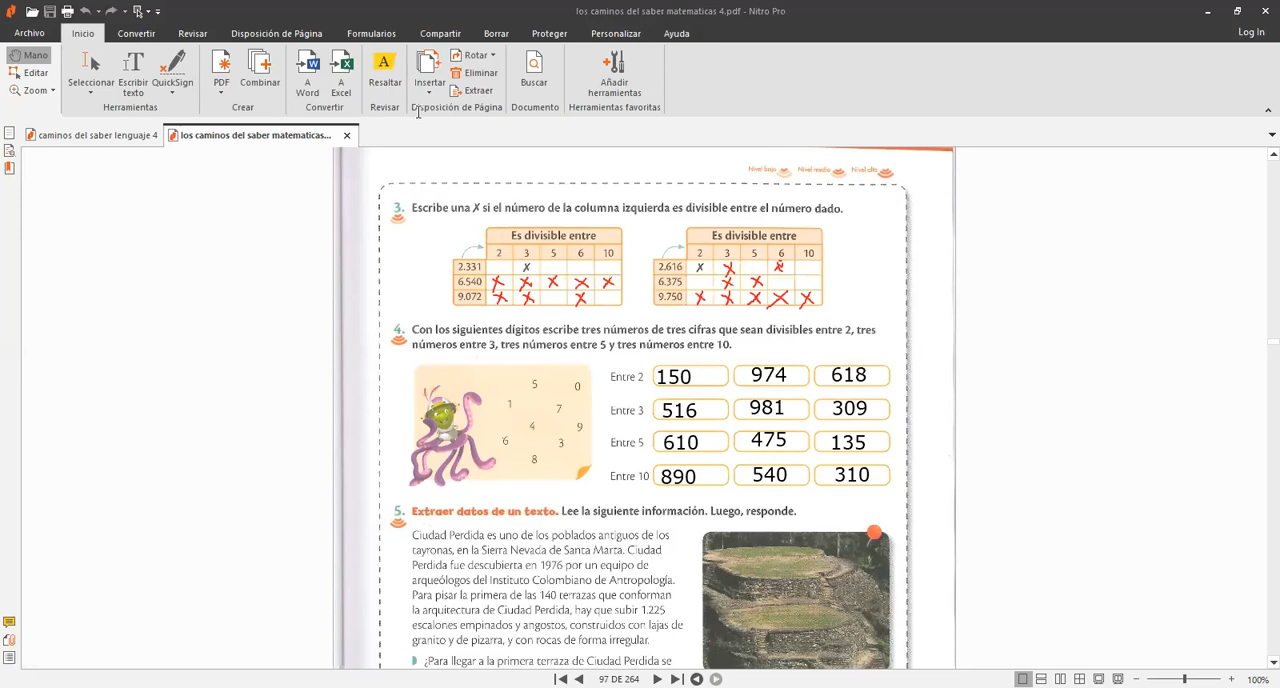 los caminos del saber matematicas 4.pdf - Nitro Pro
Archivo Inicio Convertir Revisar Disposición de Página Formularios Compartir Borrar Proteger Personalizar Ayuda Log In
Mano
Editar
Zoom
Seleccionar
Escribir texto
QuickSign
Herramientas
PDF
Combinar
Crear
A Word
A Excel
Convertir
Resaltar
Revisar
Insertar
Rotar
Eliminar
Extraer
Disposición de Página
Buscar
Documento
Añadir herramientas
Herramientas favoritas
caminos del saber lenguaje 4
los caminos del saber matematicas...
Nivel bajo Nivel medio Nivel alto
3. Escribe una ✗ si el número de la columna izquierda es divisible entre el número dado.
Es divisible entre
2 3 5 6 10
2.331 ✗
6.540 X X X X X
9.072 X X X
Es divisible entre
2 3 5 6 10
2.616 ✗ X X
6.375 X X
9.750 X X X X X
4. Con los siguientes dígitos escribe tres números de tres cifras que sean divisibles entre 2, tres
números entre 3, tres números entre 5 y tres números entre 10.
5 0
1 7
4 9
6 3
8
Entre 2 150 974 618
Entre 3 516 981 309
Entre 5 610 475 135
Entre 10 890 540 310
5. Extraer datos de un texto. Lee la siguiente información. Luego, responde.
Ciudad Perdida es uno de los poblados antiguos de los
tayronas, en la Sierra Nevada de Santa Marta. Ciudad
Perdida fue descubierta en 1976 por un equipo de
arqueólogos del Instituto Colombiano de Antropología.
Para pisar la primera de las 140 terrazas que conforman
la arquitectura de Ciudad Perdida, hay que subir 1.225
escalones empinados y angostos, construidos con lajas de
granito y de pizarra, y con rocas de forma irregular.
¿Para llegar a la primera terraza de Ciudad Perdida se
97 DE 264
100%